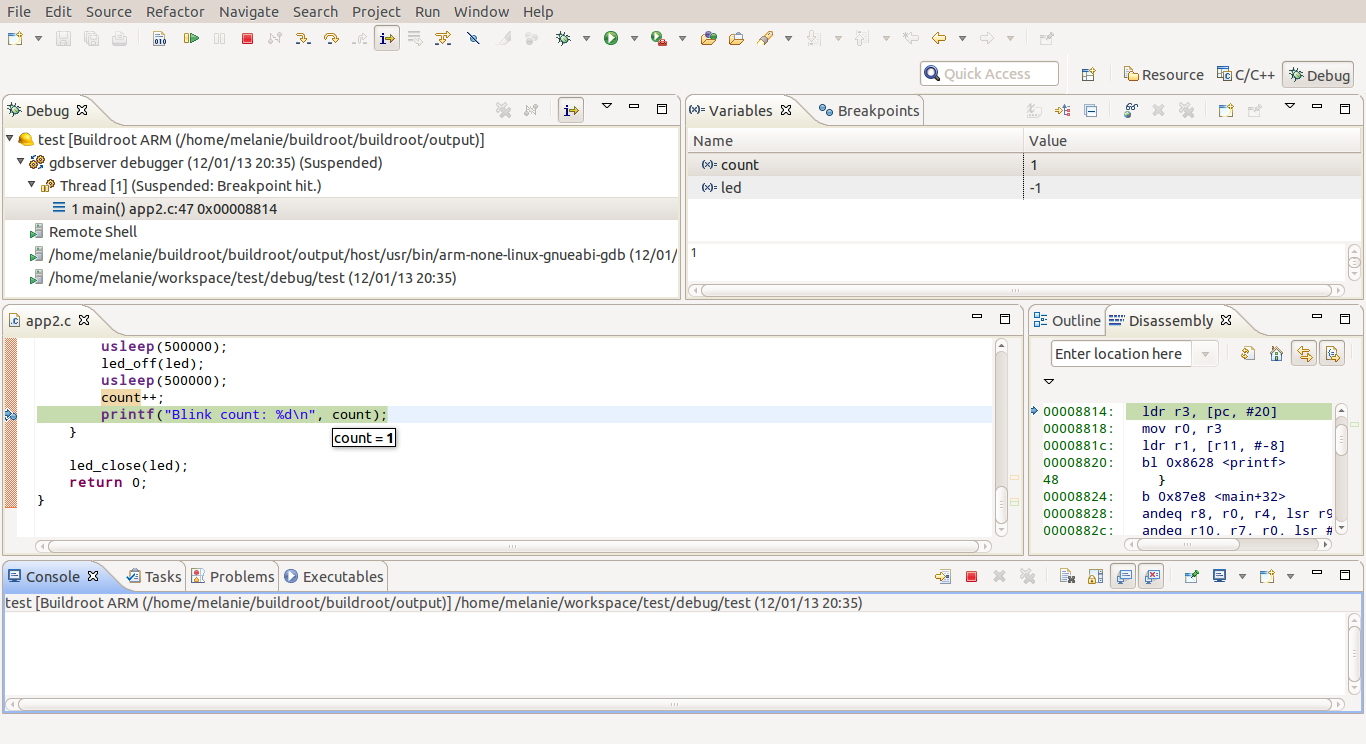 File Edit Source Refactor Navigate Search Project Run Window Help
Quick Access
Resource C/C++ Debug
Debug
test [Buildroot ARM (/home/melanie/buildroot/buildroot/output)]
gdbserver debugger (12/01/13 20:35) (Suspended)
Thread [1] (Suspended: Breakpoint hit.)
1 main() app2.c:47 0x00008814
Remote Shell
/home/melanie/buildroot/buildroot/output/host/usr/bin/arm-none-linux-gnueabi-gdb (12/01/
/home/melanie/workspace/test/debug/test (12/01/13 20:35)
Variables Breakpoints
Name Value
count 1
led -1
1
app2.c
usleep(500000);
led_off(led);
usleep(500000);
count++;
printf("Blink count: %d\n", count);
}
count = 1
led_close(led);
return 0;
}
Outline Disassembly
Enter location here
00008814: ldr r3, [pc, #20]
00008818: mov r0, r3
0000881c: ldr r1, [r11, #-8]
00008820: bl 0x8628 <printf>
48 }
00008824: b 0x87e8 <main+32>
00008828: andeq r8, r0, r4, lsr r9
0000882c: andeq r10, r7, r0, lsr #
Console Tasks Problems Executables
test [Buildroot ARM (/home/melanie/buildroot/buildroot/output)] /home/melanie/workspace/test/debug/test (12/01/13 20:35)